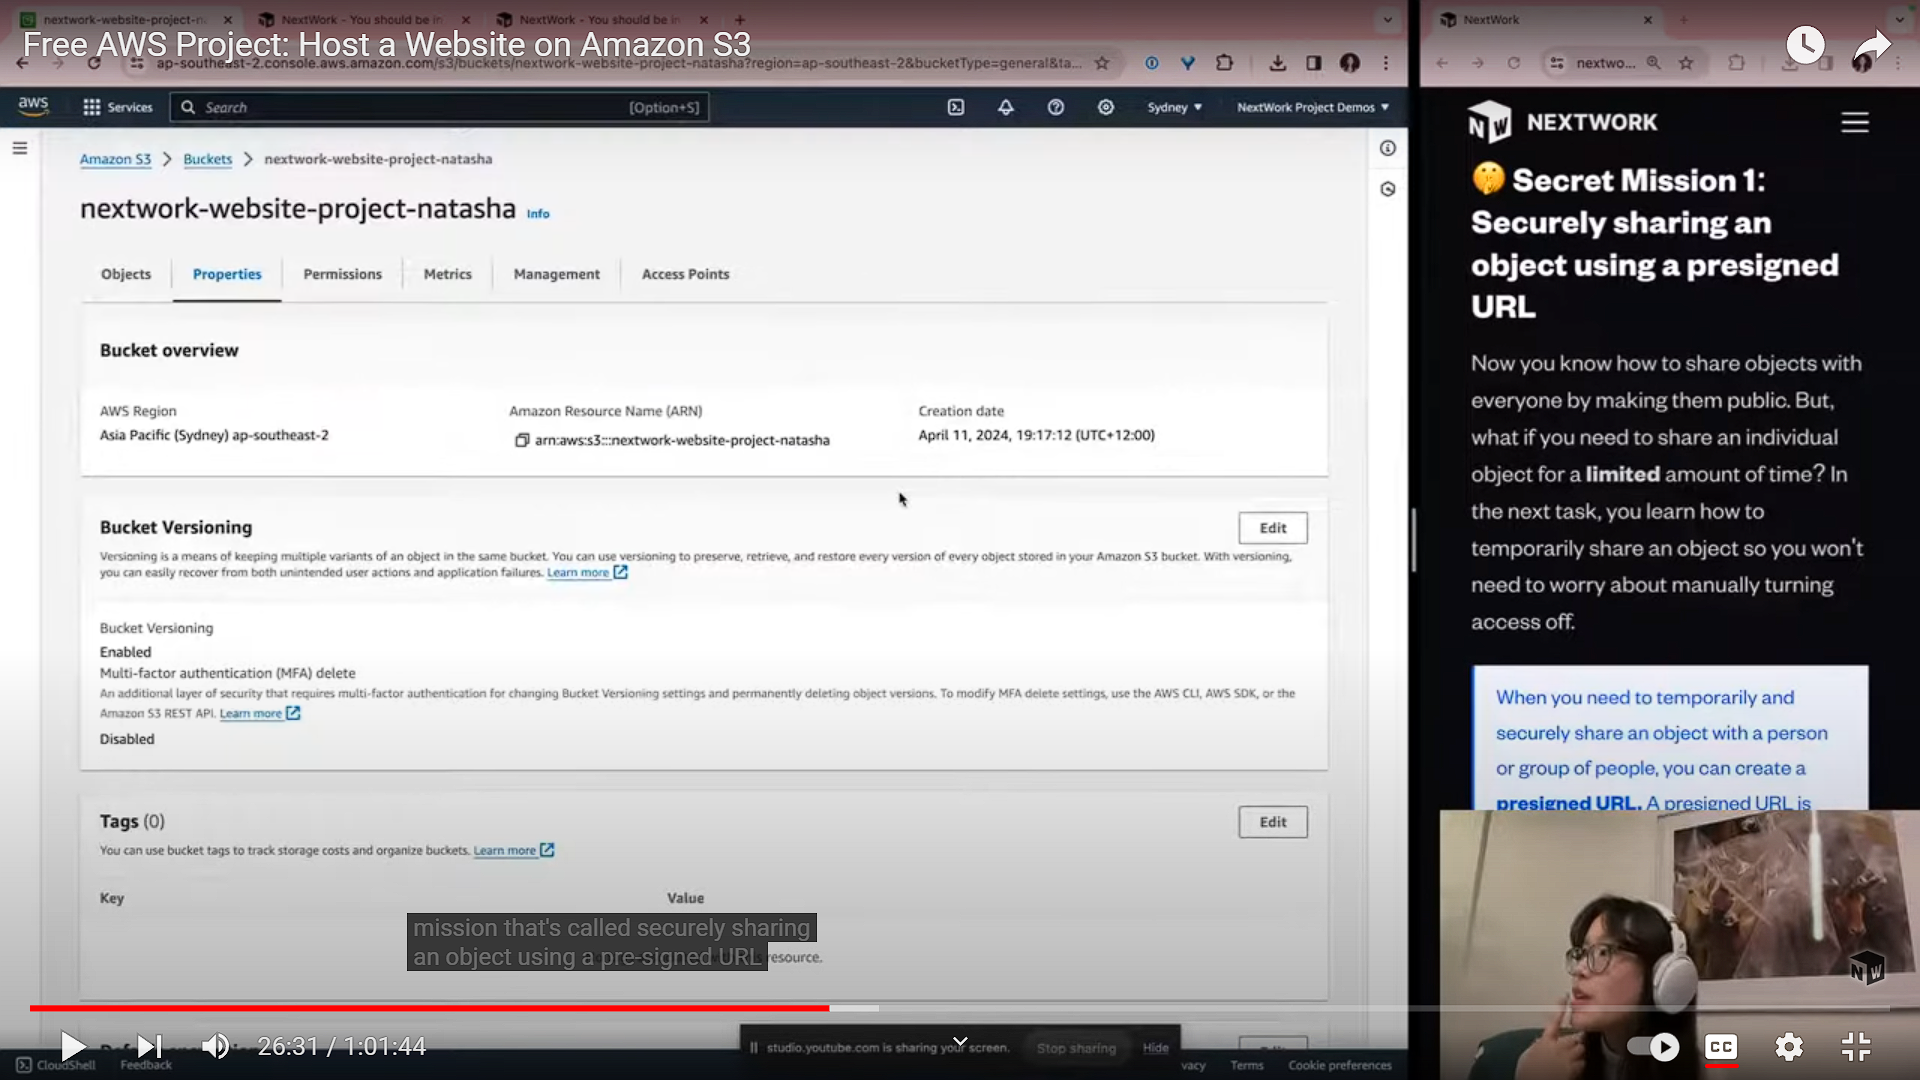 nextwork-website-project-n
NextWork - You should be in
NextWork - You should be in
NextWork
Free AWS Project: Host a Website on Amazon S3
ap-southeast-2.console.aws.amazon.com/s3/buckets/nextwork-website-project-natasha?region=ap-southeast-2&bucketType=general&ta...
nextwo...
aws
Services
Search
[Option+S]
Sydney
NextWork Project Demos
Amazon S3 > Buckets > nextwork-website-project-natasha
nextwork-website-project-natasha Info
Objects
Properties
Permissions
Metrics
Management
Access Points
Bucket overview
AWS Region
Asia Pacific (Sydney) ap-southeast-2
Amazon Resource Name (ARN)
arn:aws:s3:::nextwork-website-project-natasha
Creation date
April 11, 2024, 19:17:12 (UTC+12:00)
Bucket Versioning
Edit
Versioning is a means of keeping multiple variants of an object in the same bucket. You can use versioning to preserve, retrieve, and restore every version of every object stored in your Amazon S3 bucket. With versioning,
you can easily recover from both unintended user actions and application failures. Learn more
Bucket Versioning
Enabled
Multi-factor authentication (MFA) delete
An additional layer of security that requires multi-factor authentication for changing Bucket Versioning settings and permanently deleting object versions. To modify MFA delete settings, use the AWS CLI, AWS SDK, or the
Amazon S3 REST API. Learn more
Disabled
Tags (0)
Edit
You can use bucket tags to track storage costs and organize buckets. Learn more
Key
Value
resource.
mission that's called securely sharing
an object using a pre-signed URL
26:31 / 1:01:44
studio.youtube.com is sharing your screen.
Stop sharing
Hide
CloudShell
Feedback
vacy
Terms
Cookie preferences
NW NEXTWORK
Secret Mission 1:
Securely sharing an
object using a presigned
URL
Now you know how to share objects with
everyone by making them public. But,
what if you need to share an individual
object for a limited amount of time? In
the next task, you learn how to
temporarily share an object so you won't
need to worry about manually turning
access off.
When you need to temporarily and
securely share an object with a person
or group of people, you can create a
presigned URL. A presigned URL is
NW
CC